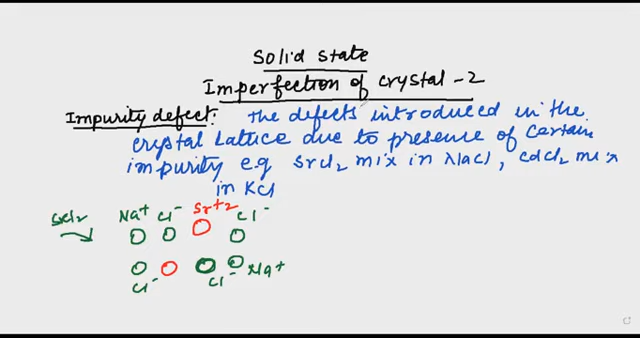 Solid state
Imperfection of crystal - 2
Impurity defect: The defects introduced in the
crystal Lattice due to presence of certain
impurity e.g SrCl2 mix in NaCl, CdCl2 mix
in KCl
SrCl2 Na+ Cl- Sr+2 Cl-
Cl- Cl- Na+